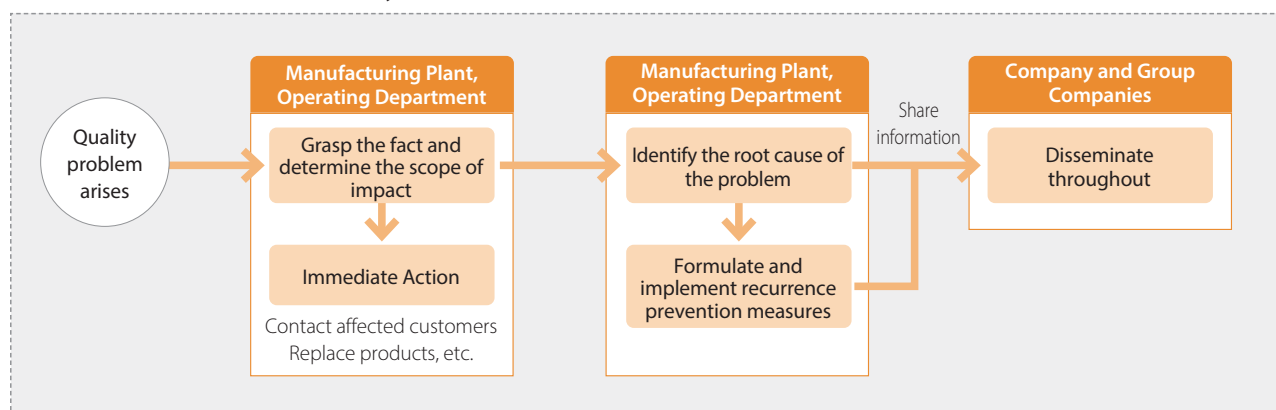 Quality
problem
arises
Manufacturing Plant,
Operating Department
Grasp the fact and
determine the scope of
impact
Immediate Action
Contact affected customers
Replace products, etc.
Manufacturing Plant,
Operating Department
Identify the root cause of
the problem
Formulate and
implement recurrence
prevention measures
Share
information
Company and Group
Companies
Disseminate
throughout